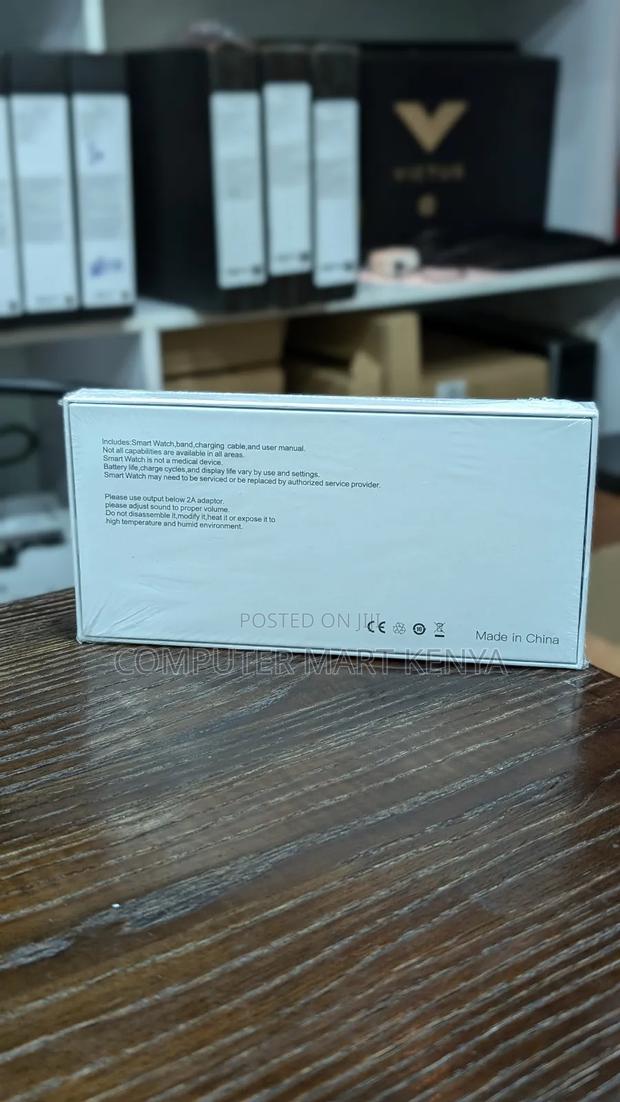 VICTUS
Includes:Smart Watch,band,charging cable,and user manual.
Not all capabilities are available in all areas.
Smart Watch is not a medical device.
Battery life,charge cycles,and display life vary by use and settings.
Smart Watch may need to be serviced or be replaced by authorized service provider.
Please use output below 2A adaptor.
please adjust sound to proper volume.
Do not disassemble it,modify it,heat it or expose it to
high temperature and humid environment.
POSTED ON JIJI
CE
10
Made in China
COMPUTER MART KENYA